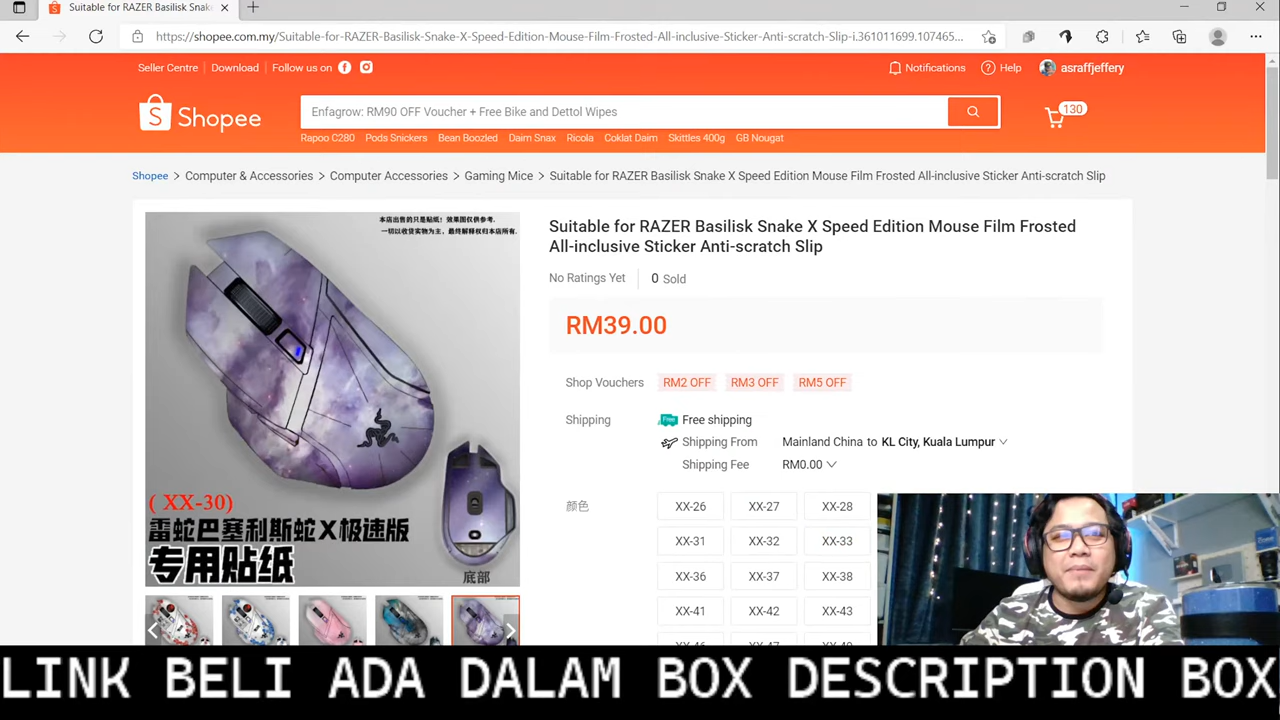 Suitable for RAZER Basilisk Snak
https://shopee.com.my/Suitable-for-RAZER-Basilisk-Snake-X-Speed-Edition-Mouse-Film-Frosted-All-inclusive-Sticker-Anti-scratch-Slip-i.361011699.107465...
Seller Centre Download Follow us on
Notifications Help asraffjeffery
Shopee
Enfagrow: RM90 OFF Voucher + Free Bike and Dettol Wipes
130
Rapoo C280 Pods Snickers Bean Boozled Daim Snax Ricola Coklat Daim Skittles 400g GB Nougat
Shopee > Computer & Accessories > Computer Accessories > Gaming Mice > Suitable for RAZER Basilisk Snake X Speed Edition Mouse Film Frosted All-inclusive Sticker Anti-scratch Slip
本店出售的只是贴纸！效果图仅供参考.
一切以收货实物为主，最终解释权归本店所有.
(XX-30)
雷蛇巴塞利斯蛇X极速版
专用贴纸
底部
Suitable for RAZER Basilisk Snake X Speed Edition Mouse Film Frosted
All-inclusive Sticker Anti-scratch Slip
No Ratings Yet 0 Sold
RM39.00
Shop Vouchers RM2 OFF RM3 OFF RM5 OFF
Shipping Free shipping
Shipping From Mainland China to KL City, Kuala Lumpur
Shipping Fee RM0.00
颜色 XX-26 XX-27 XX-28
XX-31 XX-32 XX-33
XX-36 XX-37 XX-38
XX-41 XX-42 XX-43
LINK BELI ADA DALAM BOX DESCRIPTION BOX